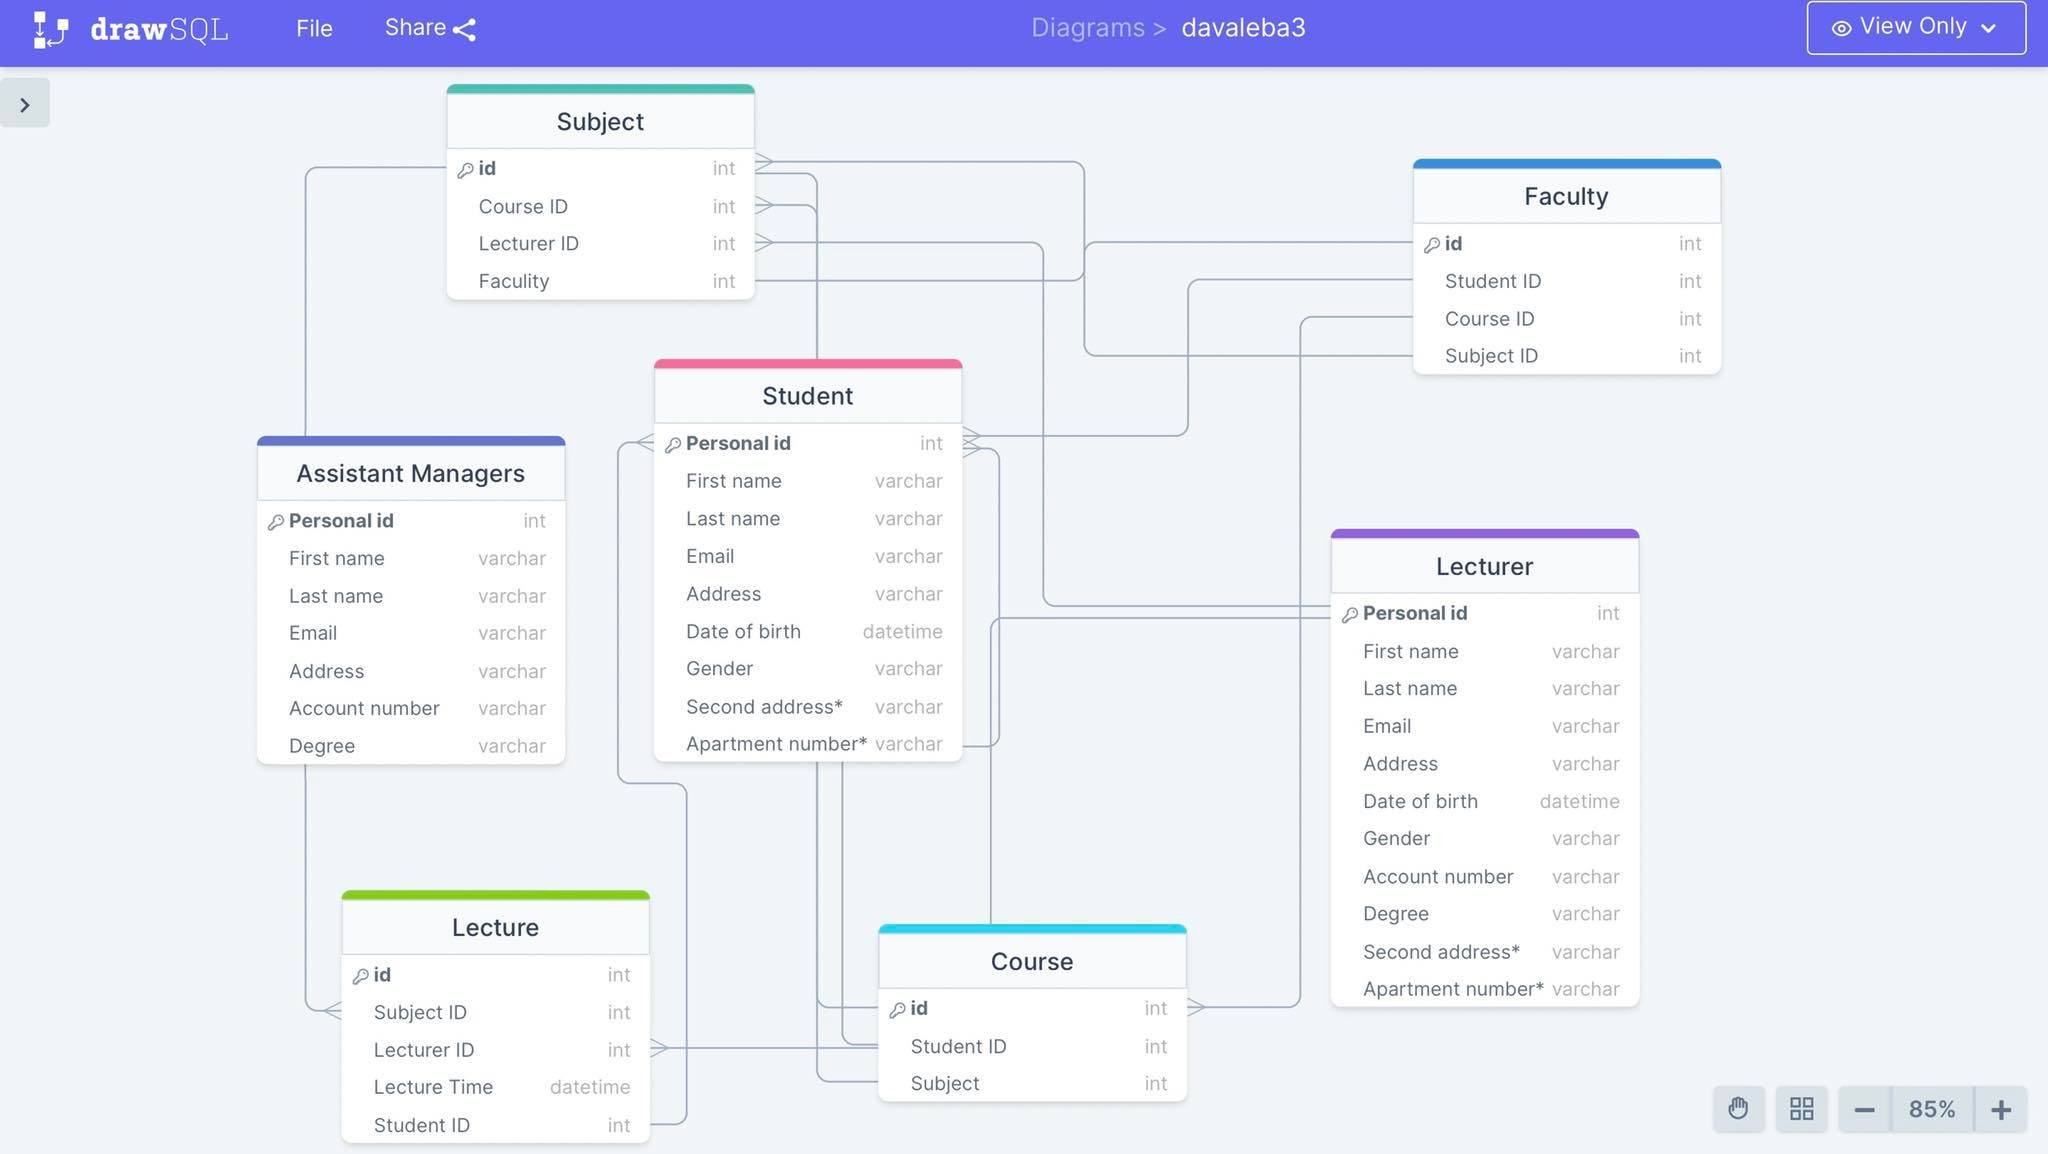 drawSQL File Share Diagrams > davaleba3 View Only
Subject
id int
Course ID int
Lecturer ID int
Faculity int
Faculty
id int
Student ID int
Course ID int
Subject ID int
Student
Personal id int
First name varchar
Last name varchar
Email varchar
Address varchar
Date of birth datetime
Gender varchar
Second address* varchar
Apartment number* varchar
Assistant Managers
Personal id int
First name varchar
Last name varchar
Email varchar
Address varchar
Account number varchar
Degree varchar
Lecturer
Personal id int
First name varchar
Last name varchar
Email varchar
Address varchar
Date of birth datetime
Gender varchar
Account number varchar
Degree varchar
Second address* varchar
Apartment number* varchar
Lecture
id int
Subject ID int
Lecturer ID int
Lecture Time datetime
Student ID int
Course
id int
Student ID int
Subject int
85%